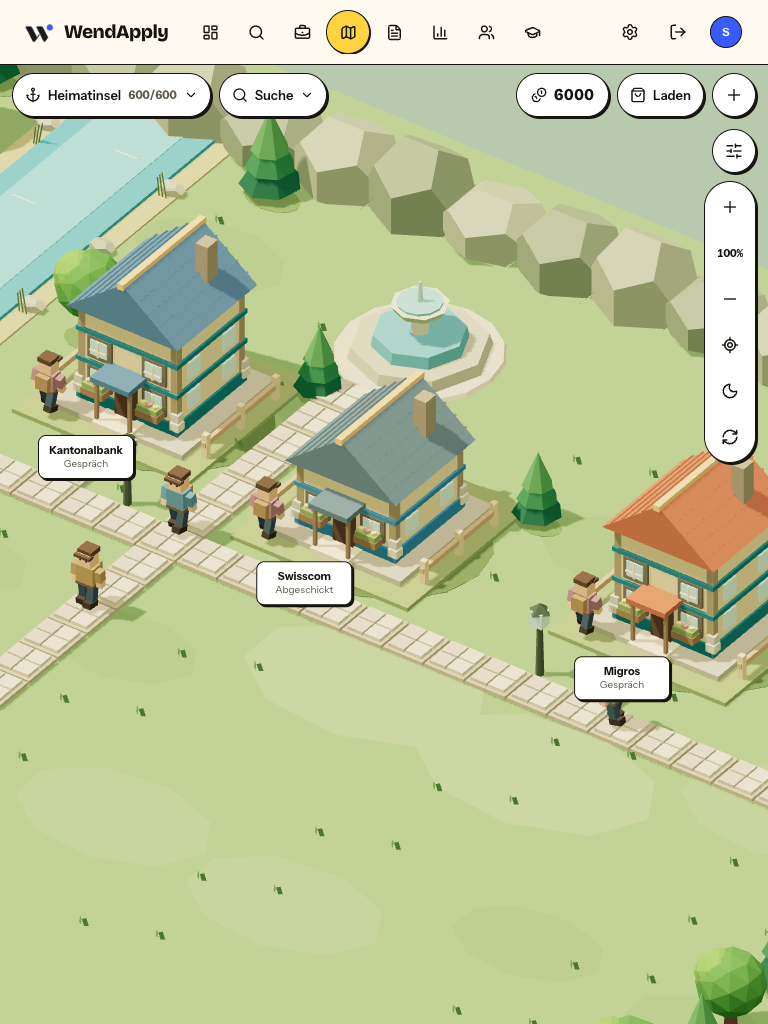 WendApply
S
Heimatinsel 600/600
Suche
6000
Laden
100%
Kantonalbank
Gespräch
Swisscom
Abgeschickt
Migros
Gespräch